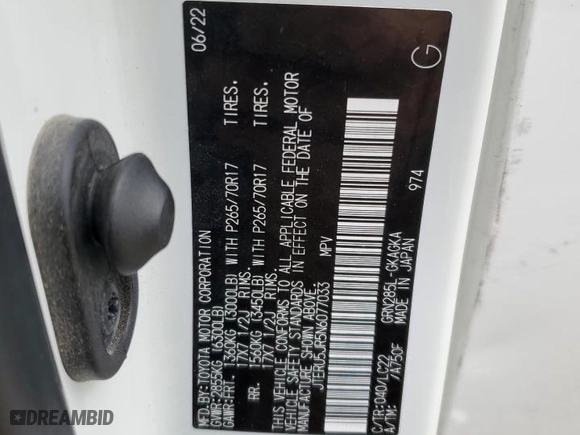 06/22
MFD. BY: TOYOTA MOTOR CORPORATION
GVWR: 2855KG (6300LB)
GAWR: FRT. 1360KG (3000LB) WITH P265/70R17 TIRES.
17X7 1/2J RIMS.
RR. 1560KG (3450LB) WITH P265/70R17 TIRES.
17X7 1/2J RIMS.
THIS VEHICLE CONFORMS TO ALL APPLICABLE FEDERAL MOTOR
VEHICLE SAFETY STANDARDS IN EFFECT ON THE DATE OF
MANUFACTURE SHOWN ABOVE.
JTERU5JR5N6077033 MPV
974
C/TR: 040/LC22 GRN285L-GKAGKA
A/TM: /A750F MADE IN JAPAN
G
DREAMBID